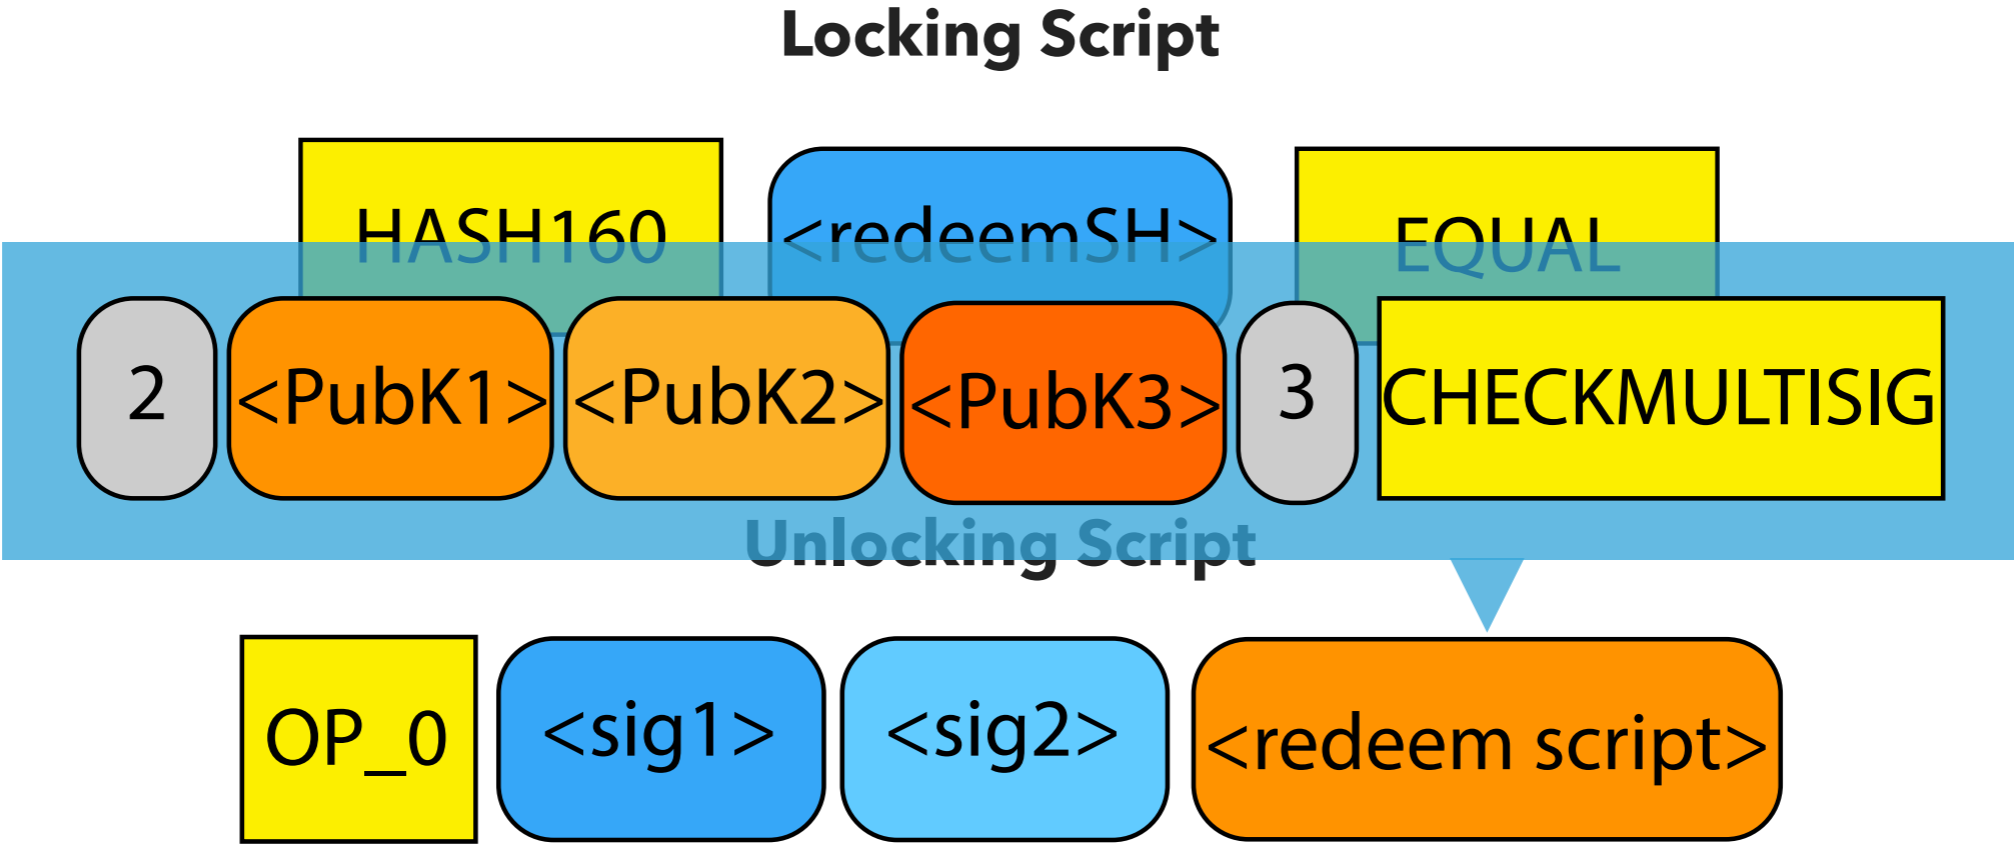 Locking Script
HASH160 <redeemSH> EQUAL
2 <PubK1> <PubK2> <PubK3> 3 CHECKMULTISIG
Unlocking Script
OP_0 <sig1> <sig2> <redeem script>